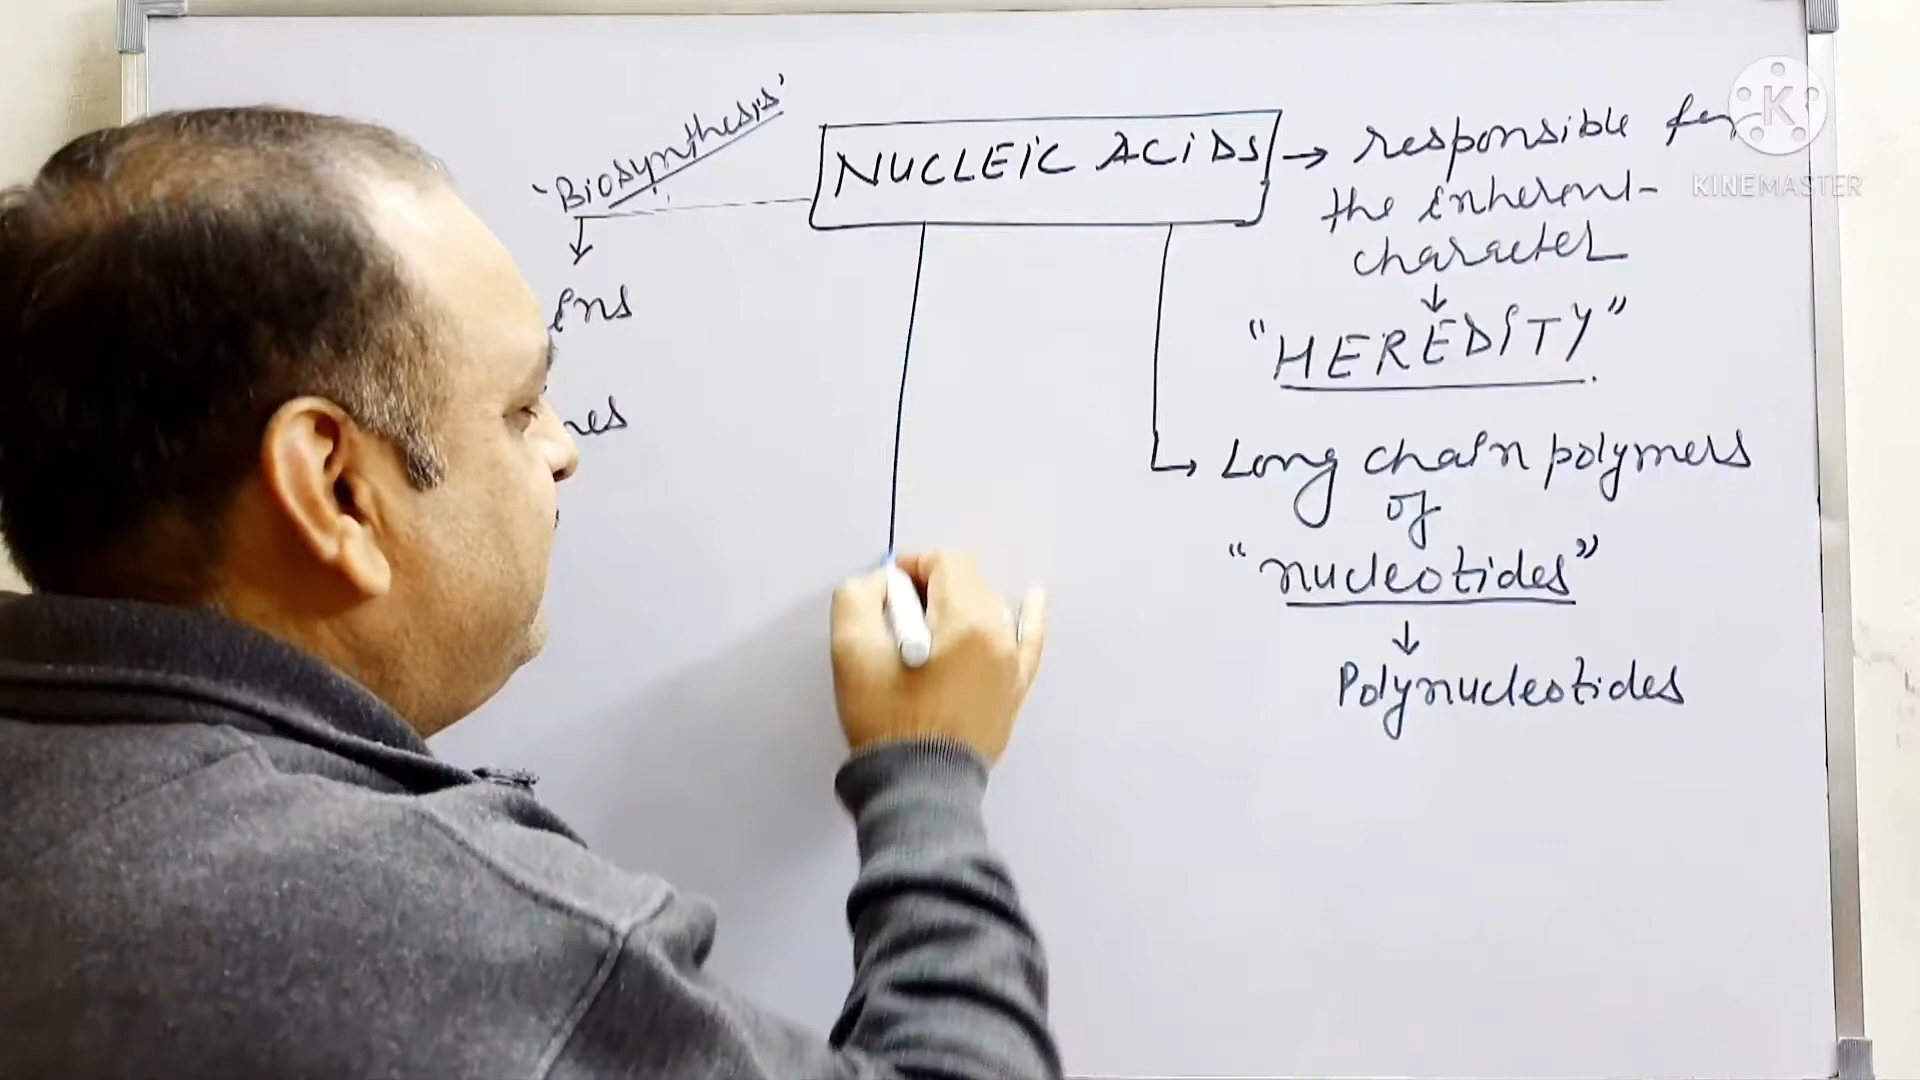 'Biosynthesis'
NUCLEIC ACIDS → responsible for
the inherent
character
↓
"HEREDITY"
Long chain polymers
of
"nucleotides"
↓
Polynucleotides
KINEMASTER